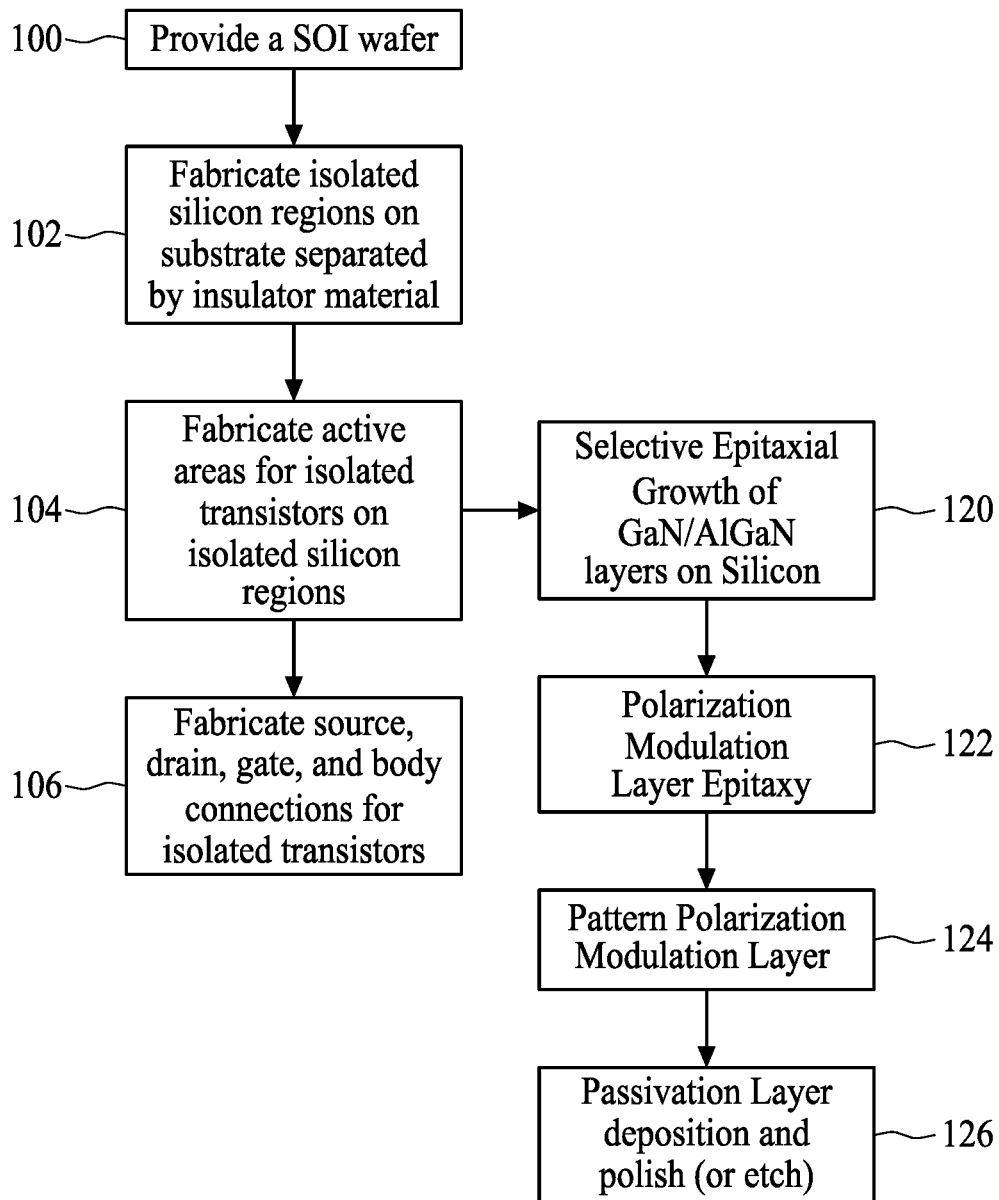 100
Provide a SOI wafer
102
Fabricate isolated
silicon regions on
substrate separated
by insulator material
104
Fabricate active
areas for isolated
transistors on
isolated silicon
regions
106
Fabricate source,
drain, gate, and body
connections for
isolated transistors
Selective Epitaxial
Growth of
GaN/AlGaN
layers on Silicon
120
Polarization
Modulation
Layer Epitaxy
122
Pattern Polarization
Modulation Layer
124
Passivation Layer
deposition and
polish (or etch)
126